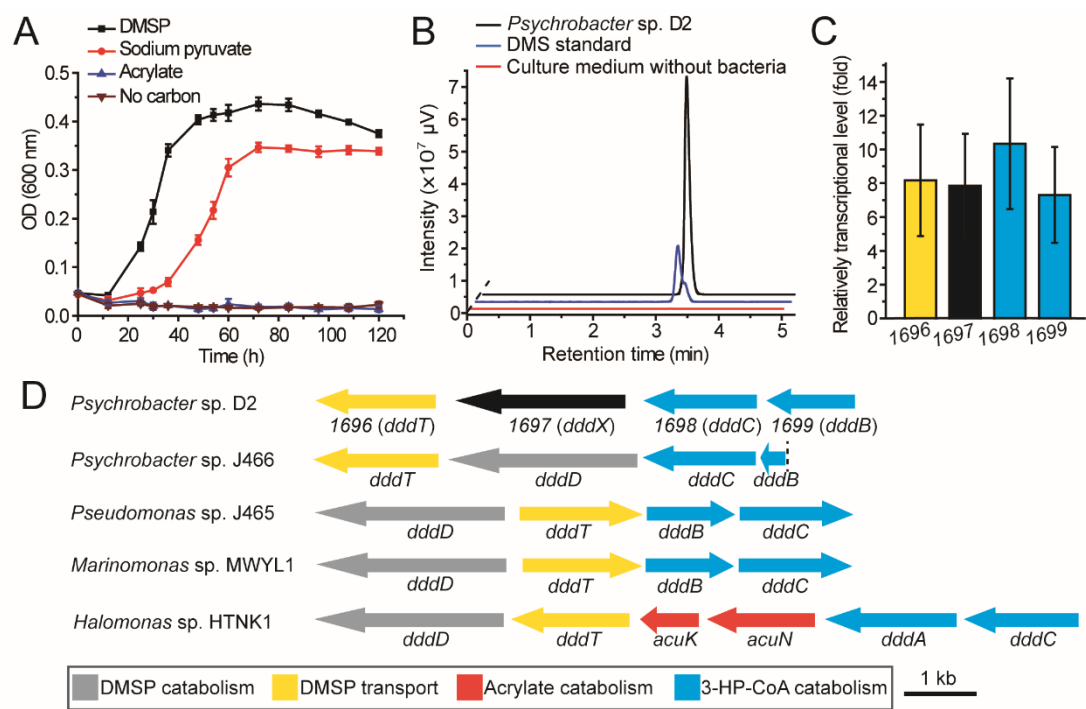 A
DMSP
Sodium pyruvate
Acrylate
No carbon
OD (600 nm)
0.5
0.4
0.3
0.2
0.1
0.0
0 20 40 60 80 100 120
Time (h)
B
Psychrobacter sp. D2
DMS standard
Culture medium without bacteria
Intensity (x10⁷ µV)
7
6
5
4
3
2
1
0
0 1 2 3 4 5
Retention time (min)
C
Relatively transcriptional level (fold)
14
12
10
8
6
4
2
0
1696 1697 1698 1699
D
Psychrobacter sp. D2
1696 (dddT) 1697 (dddX) 1698 (dddC) 1699 (dddB)
Psychrobacter sp. J466
dddT dddD dddC dddB
Pseudomonas sp. J465
dddD dddT dddB dddC
Marinomonas sp. MWYL1
dddD dddT dddB dddC
Halomonas sp. HTNK1
dddD dddT acuK acuN dddA dddC
DMSP catabolism DMSP transport Acrylate catabolism 3-HP-CoA catabolism 1 kb